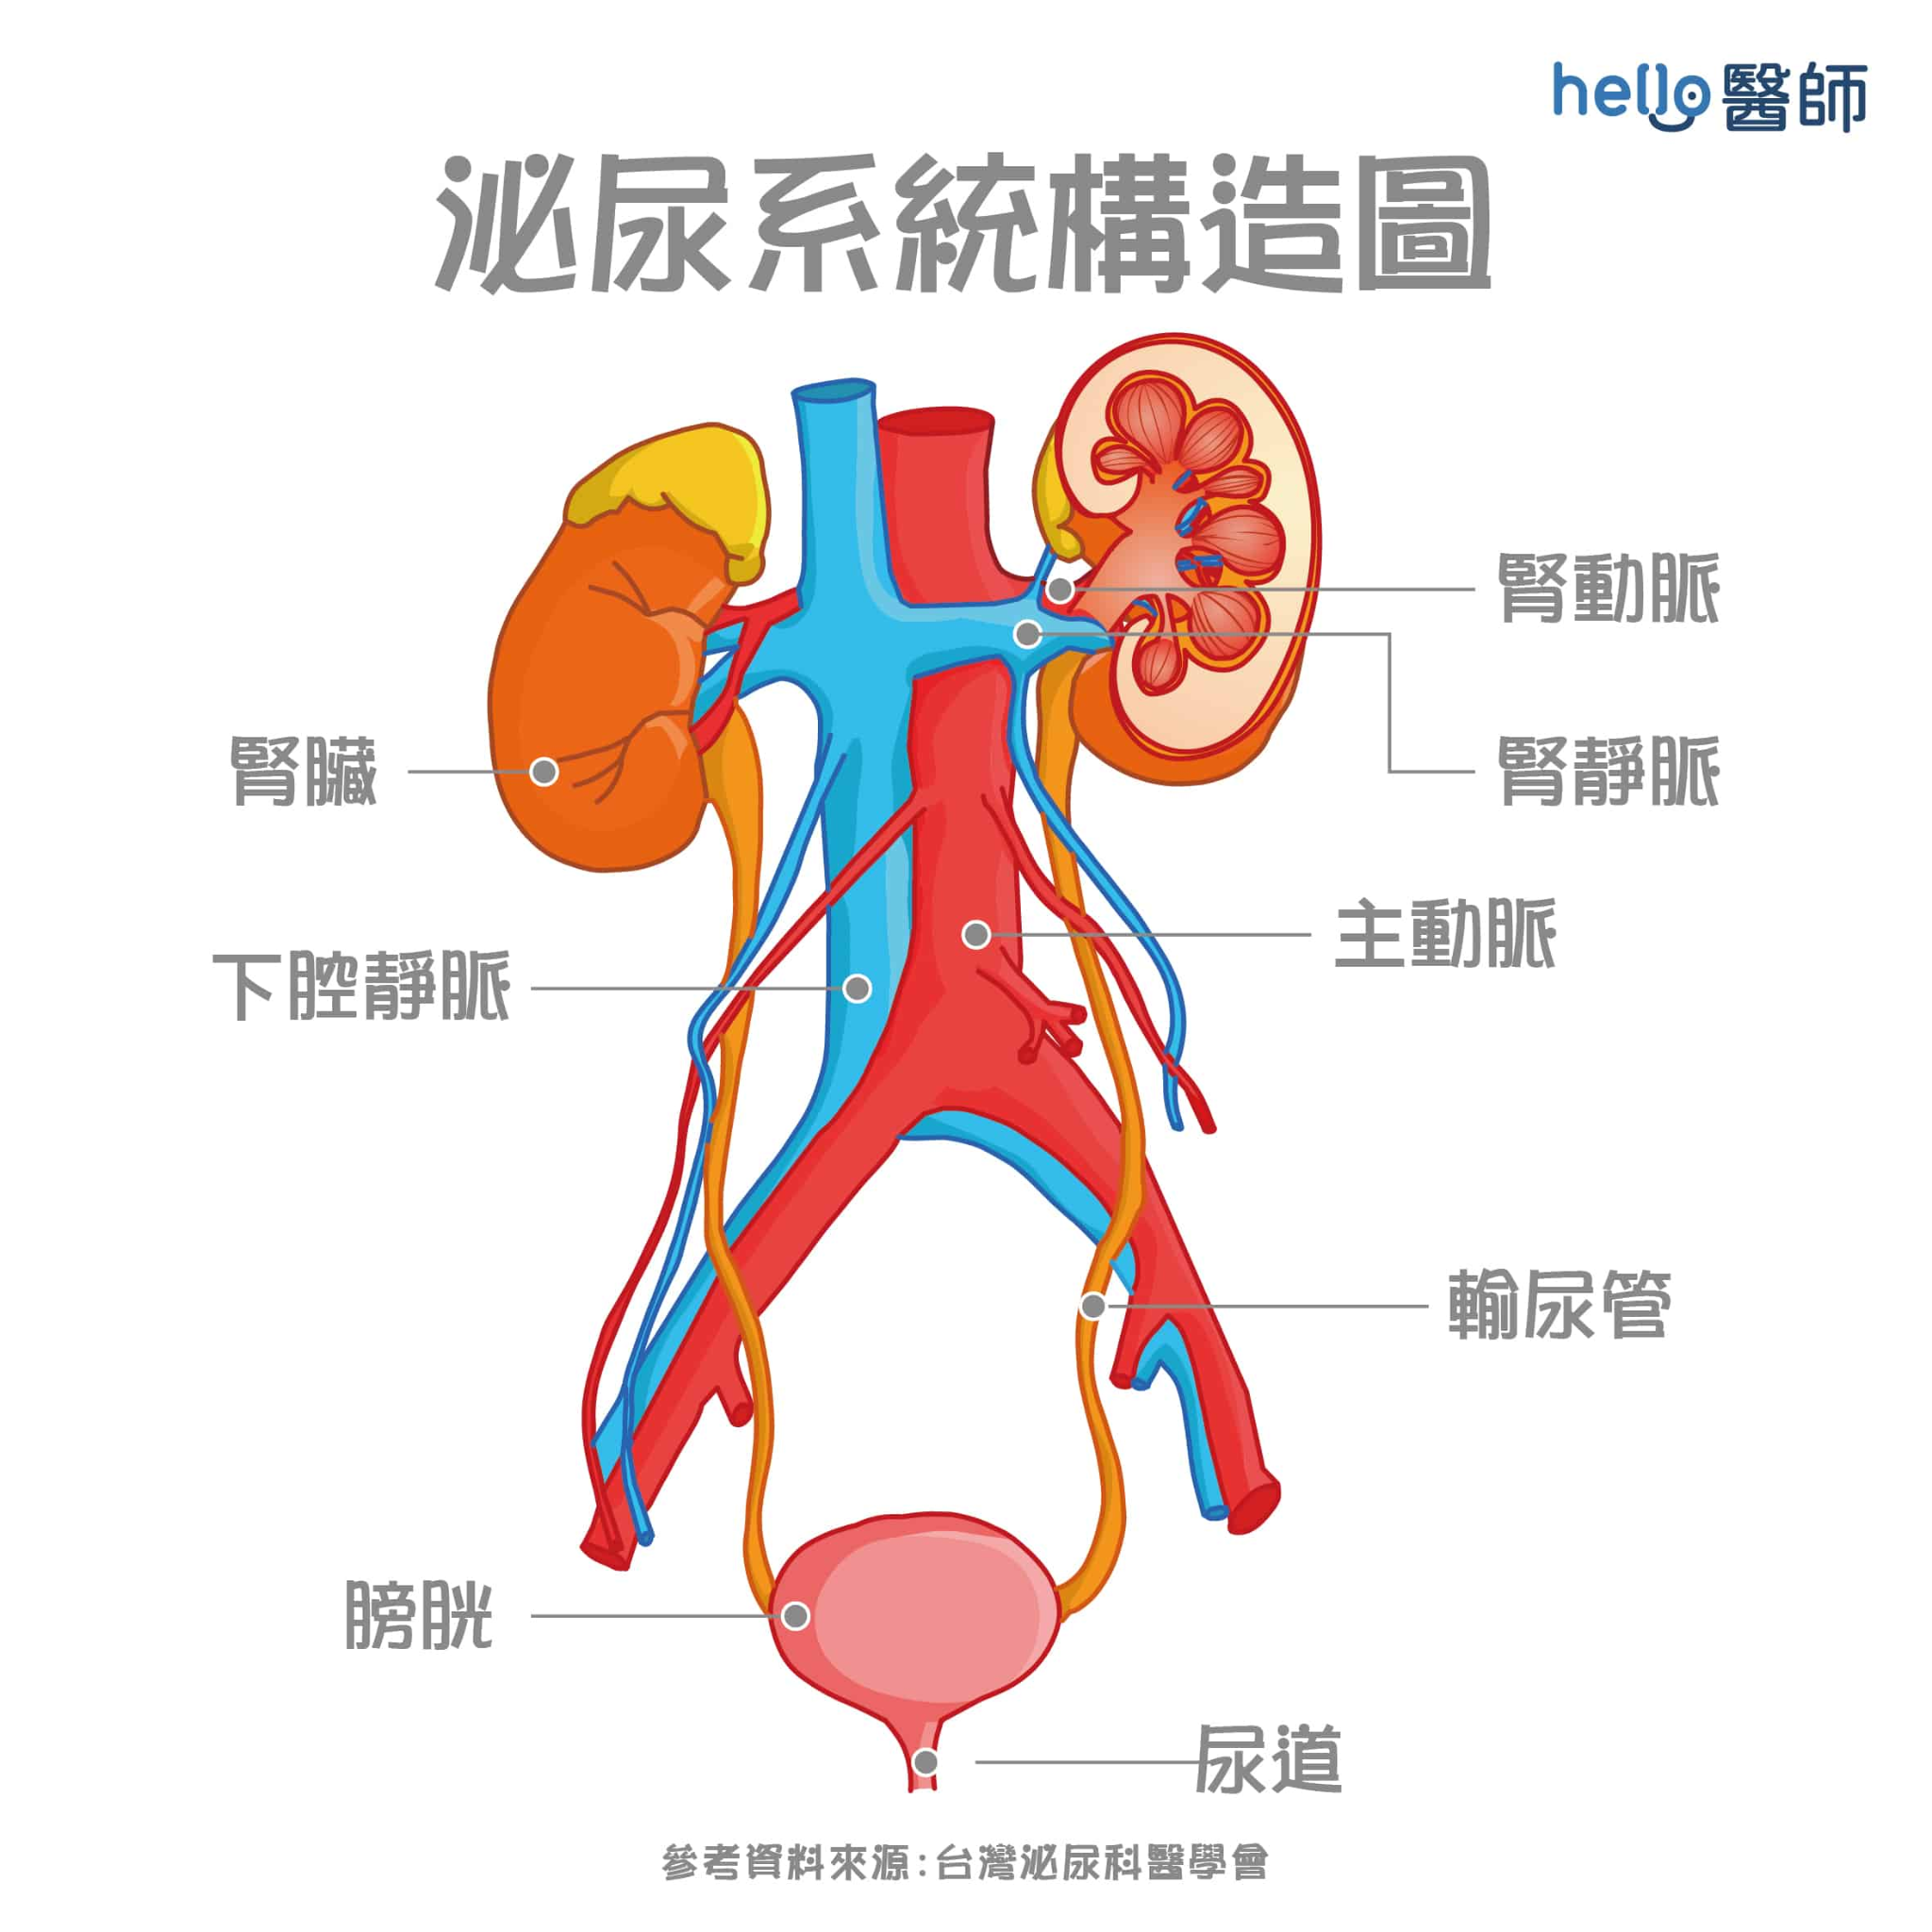 hello醫師
泌尿系統構造圖
腎動脈
腎臟
腎靜脈
主動脈
下腔靜脈
輸尿管
膀胱
尿道
參考資料來源:台灣泌尿科醫學會